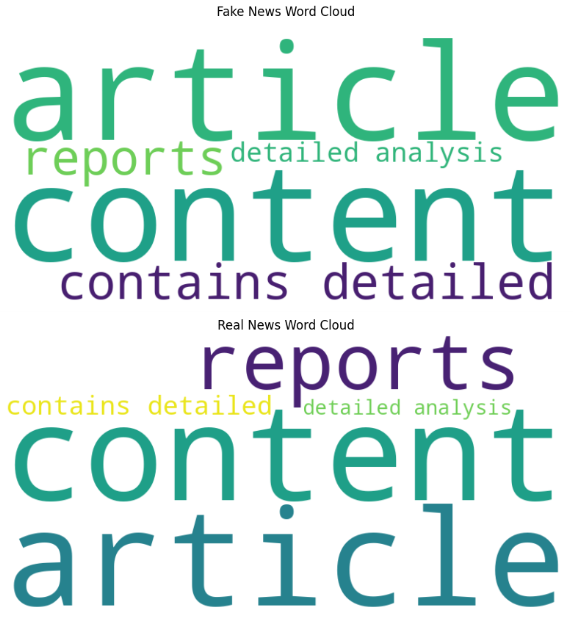 Fake News Word Cloud
article
reports detailed analysis
content
contains detailed
Real News Word Cloud
reports
contains detailed detailed analysis
content
article